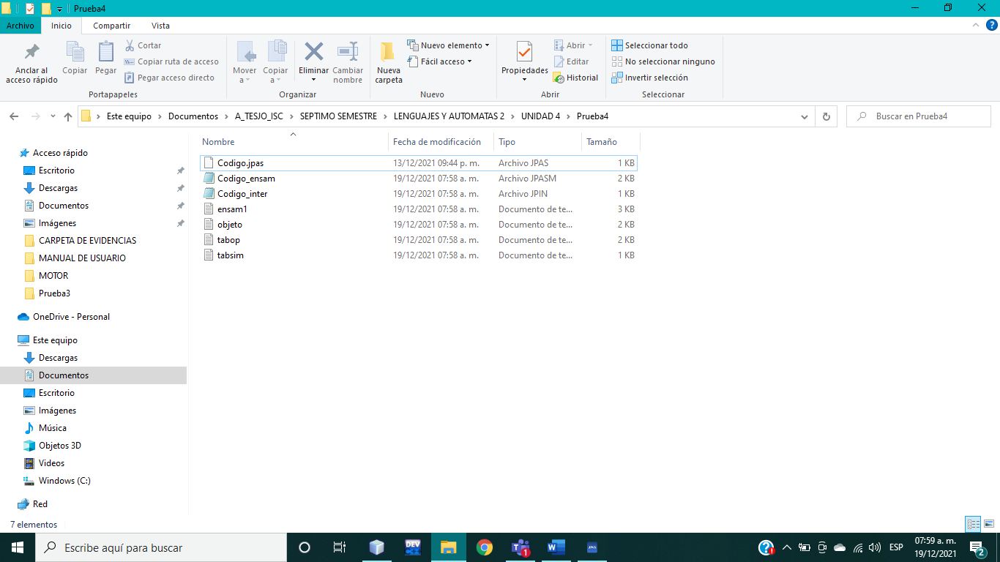 Prueba4
Archivo Inicio Compartir Vista
Anclar al acceso rápido
Copiar
Pegar
Cortar
Copiar ruta de acceso
Pegar acceso directo
Portapapeles
Mover a
Copiar a
Eliminar
Cambiar nombre
Organizar
Nueva carpeta
Nuevo elemento
Fácil acceso
Nuevo
Propiedades
Abrir
Editar
Historial
Abrir
Seleccionar todo
No seleccionar ninguno
Invertir selección
Seleccionar
Este equipo > Documentos > A_TESJO_ISC > SEPTIMO SEMESTRE > LENGUAJES Y AUTOMATAS 2 > UNIDAD 4 > Prueba4
Buscar en Prueba4
Acceso rápido
Escritorio
Descargas
Documentos
Imágenes
CARPETA DE EVIDENCIAS
MANUAL DE USUARIO
MOTOR
Prueba3
OneDrive - Personal
Este equipo
Descargas
Documentos
Escritorio
Imágenes
Música
Objetos 3D
Videos
Windows (C:)
Red
Nombre Fecha de modificación Tipo Tamaño
Codigo.jpas 13/12/2021 09:44 p. m. Archivo JPAS 1 KB
Codigo_ensam 19/12/2021 07:58 a. m. Archivo JPASM 2 KB
Codigo_inter 19/12/2021 07:58 a. m. Archivo JPIN 1 KB
ensam1 19/12/2021 07:58 a. m. Documento de te... 3 KB
objeto 19/12/2021 07:58 a. m. Documento de te... 2 KB
tabop 19/12/2021 07:58 a. m. Documento de te... 2 KB
tabsim 19/12/2021 07:58 a. m. Documento de te... 1 KB
7 elementos
Escribe aquí para buscar
DEV
1
ESP
07:59 a. m.
19/12/2021
2